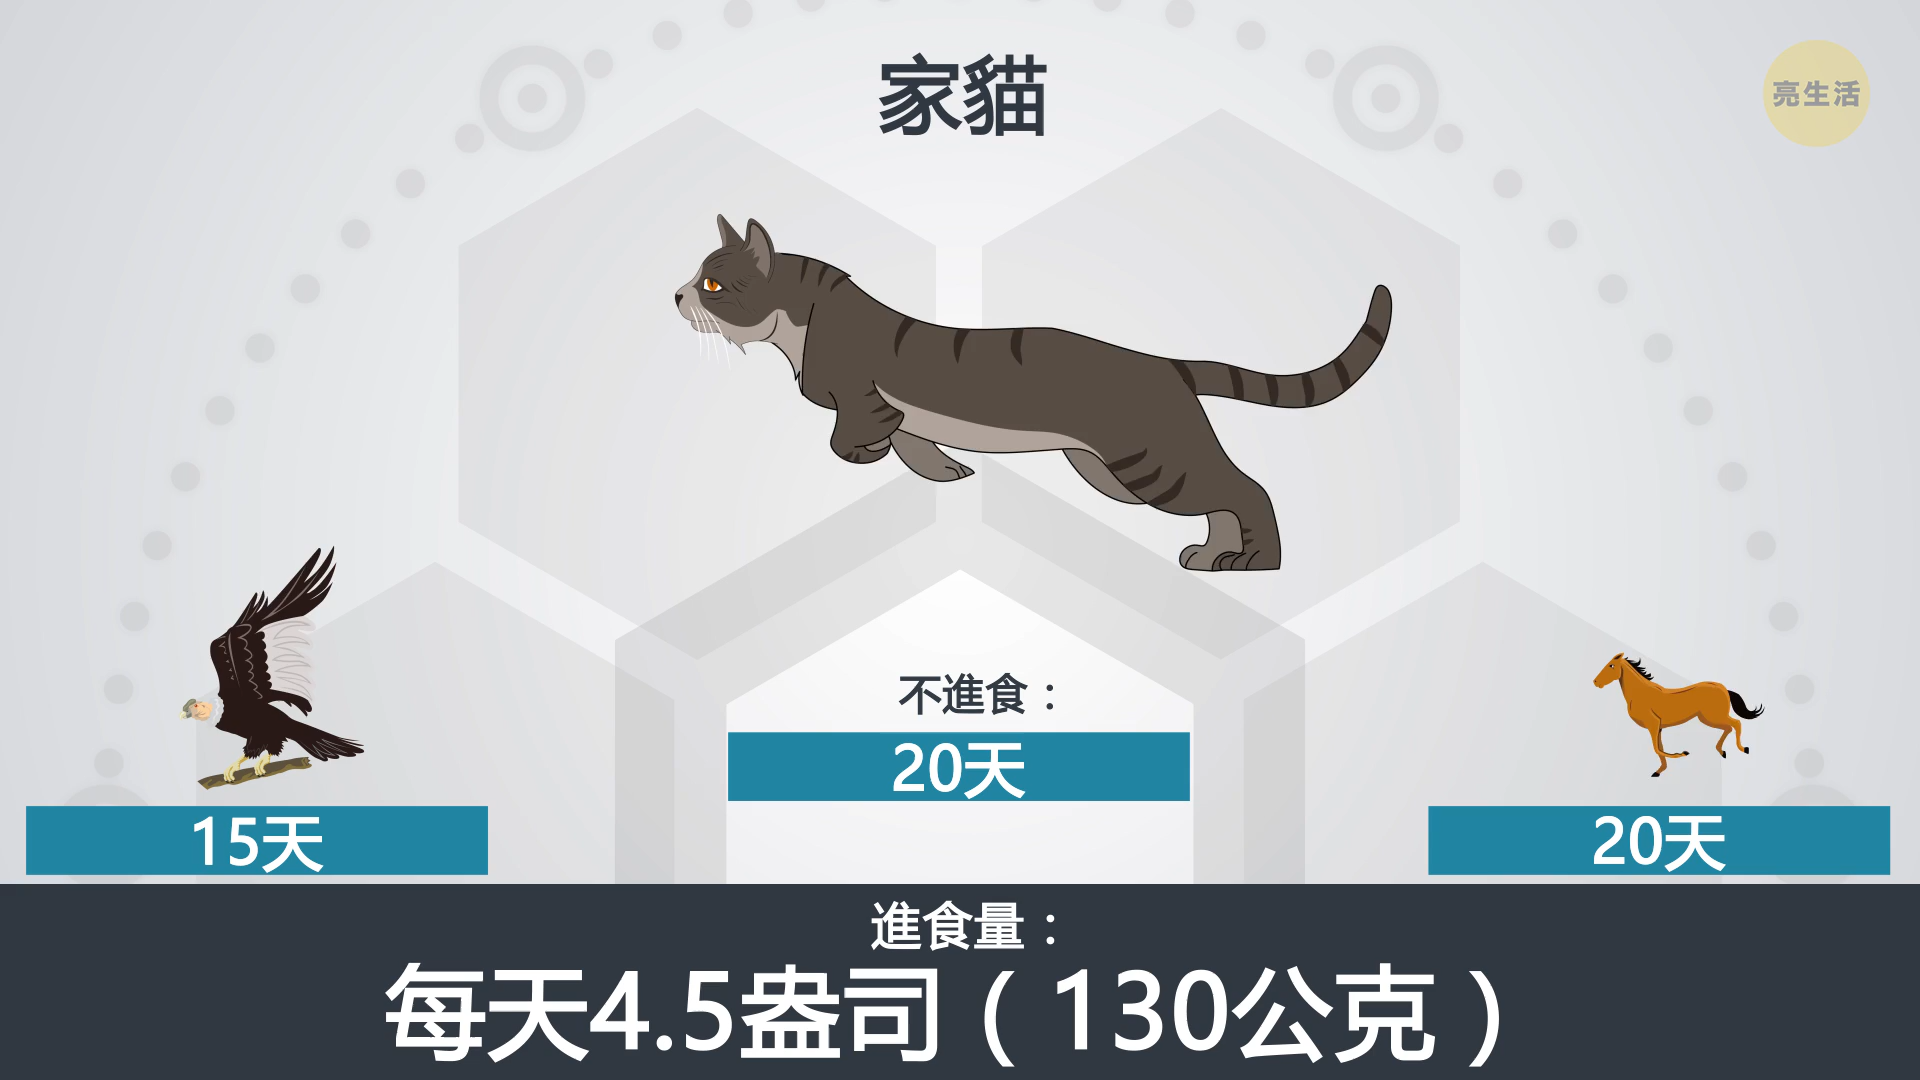 家貓
亮生活
不進食：
20天
15天
20天
進食量：
每天4.5盎司（130公克）